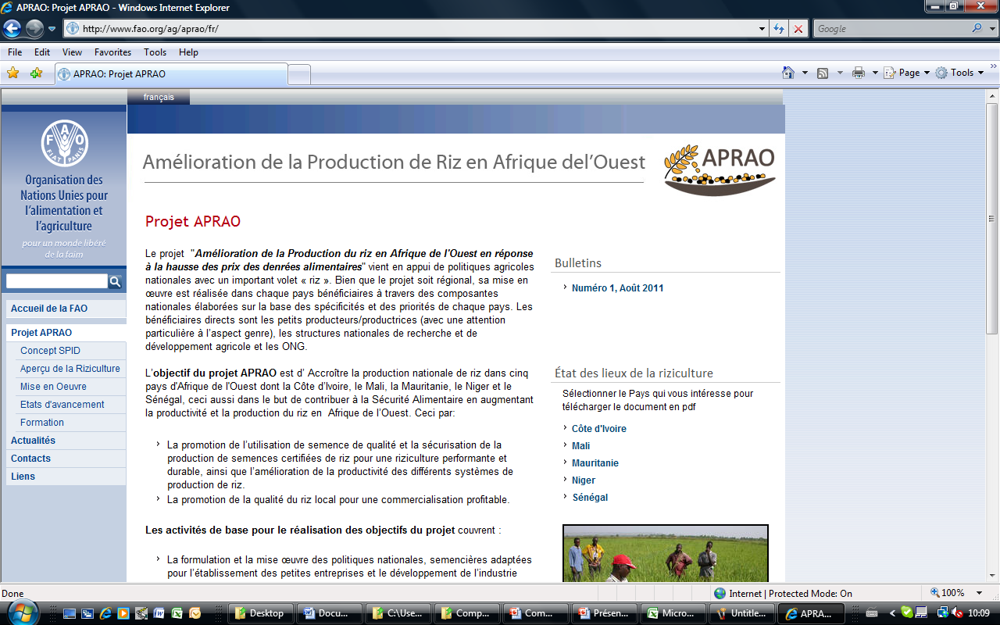 APRAO: Projet APRAO - Windows Internet Explorer
http://www.fao.org/ag/aprao/fr/
Google
File Edit View Favorites Tools Help
APRAO: Projet APRAO
Page Tools
français
FAO
FIAT PANIS
Organisation des
Nations Unies pour
l'alimentation et
l'agriculture
pour un monde libéré
de la faim
Accueil de la FAO
Projet APRAO
Concept SPID
Aperçu de la Riziculture
Mise en Oeuvre
Etats d'avancement
Formation
Actualités
Contacts
Liens
Amélioration de la Production de Riz en Afrique del'Ouest
APRAO
Projet APRAO
Le projet "Amélioration de la Production du riz en Afrique de l'Ouest en réponse
à la hausse des prix des denrées alimentaires" vient en appui de politiques agricoles
nationales avec un important volet « riz ». Bien que le projet soit régional, sa mise en
œuvre est réalisée dans chaque pays bénéficiaires à travers des composantes
nationales élaborées sur la base des spécificités et des priorités de chaque pays. Les
bénéficiaires directs sont les petits producteurs/productrices (avec une attention
particulière à l'aspect genre), les structures nationales de recherche et de
développement agricole et les ONG.
L'objectif du projet APRAO est d' Accroître la production nationale de riz dans cinq
pays d'Afrique de l'Ouest dont la Côte d'Ivoire, le Mali, la Mauritanie, le Niger et le
Sénégal, ceci aussi dans le but de contribuer à la Sécurité Alimentaire en augmentant
la productivité et la production du riz en Afrique de l'Ouest. Ceci par:
La promotion de l'utilisation de semence de qualité et la sécurisation de la
production de semences certifiées de riz pour une riziculture performante et
durable, ainsi que l'amélioration de la productivité des différents systèmes de
production de riz.
La promotion de la qualité du riz local pour une commercialisation profitable.
Les activités de base pour le réalisation des objectifs du projet couvrent :
La formulation et la mise œuvre des politiques nationales, semencières adaptées
pour l'établissement des petites entreprises et le développement de l'industrie
Bulletins
Numéro 1, Août 2011
État des lieux de la riziculture
Sélectionner le Pays qui vous intéresse pour
télécharger le document en pdf
Côte d'Ivoire
Mali
Mauritanie
Niger
Sénégal
Done
Internet | Protected Mode: On
100%
Desktop
Docu...
C:\Use...
Comp...
Com...
Présen...
Micro...
Untitle...
APRA...
10:09